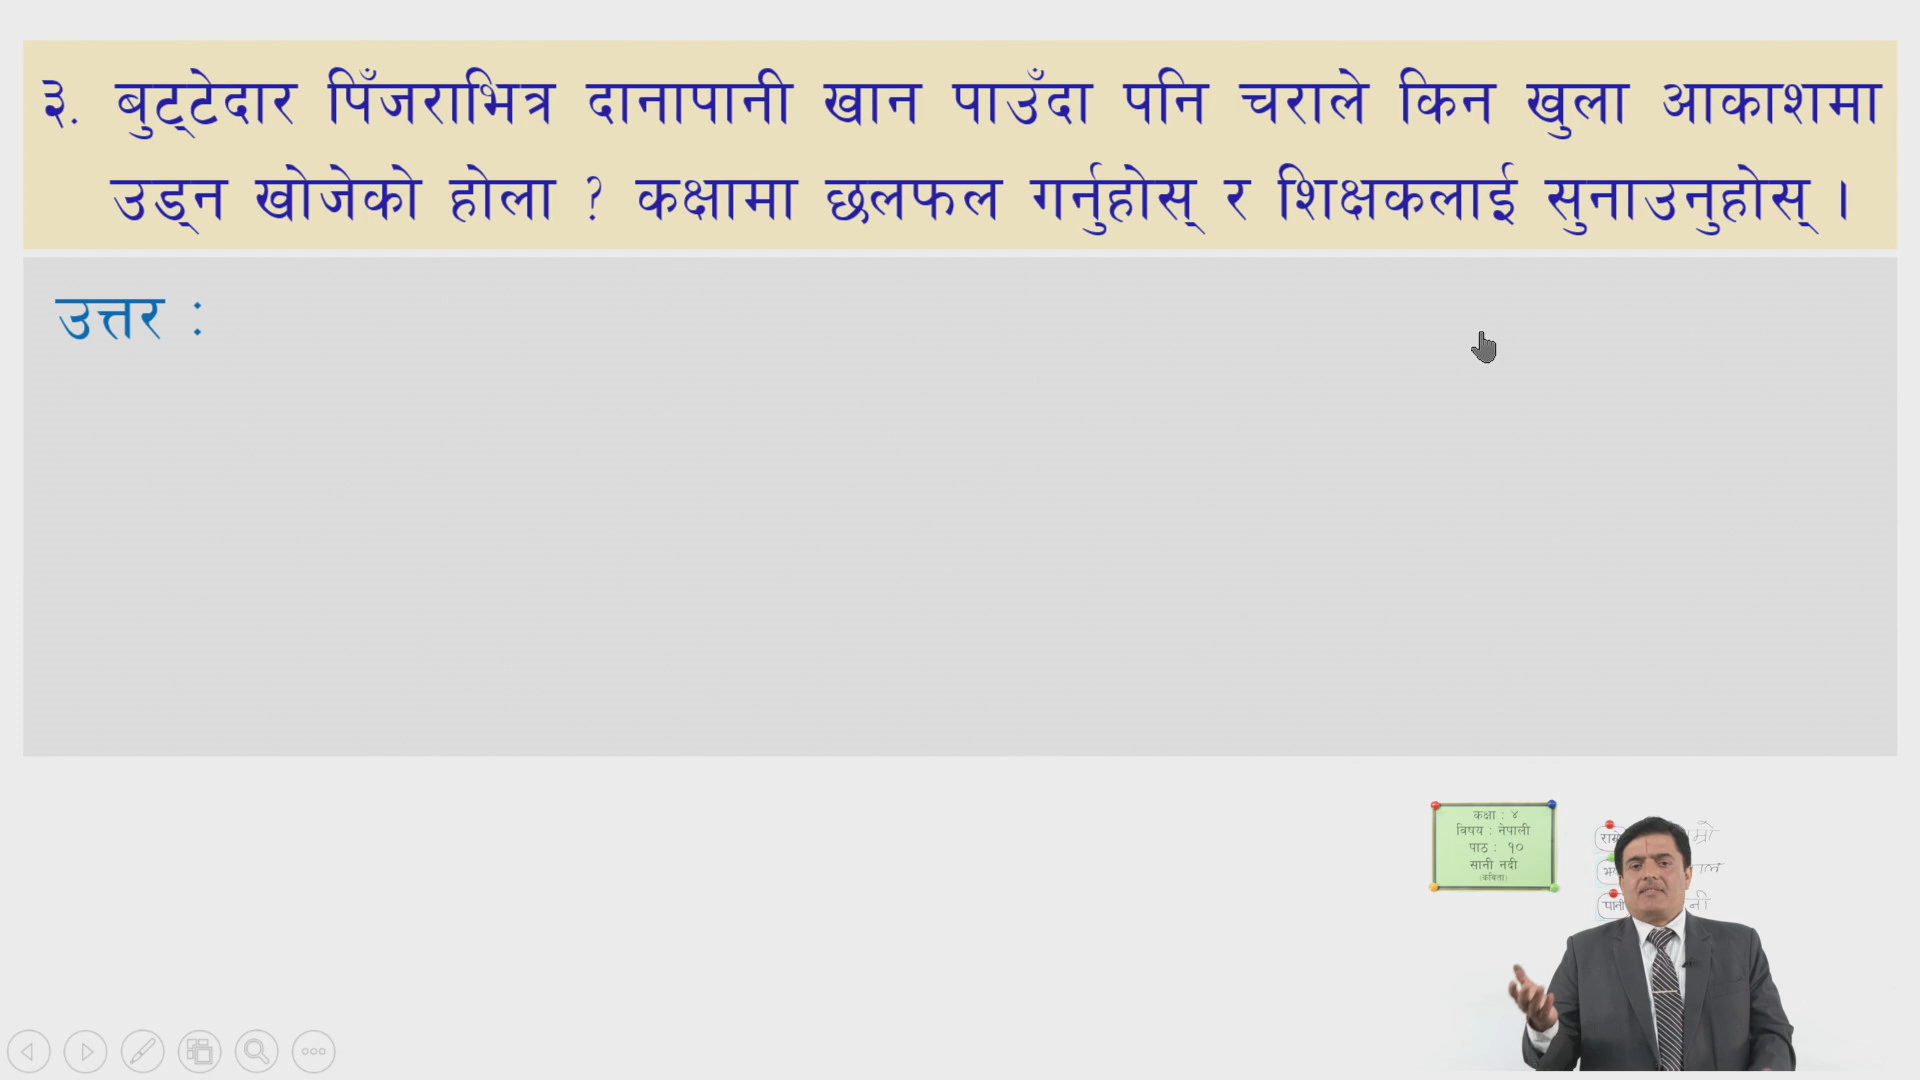 ३. बुट्टेदार पिँजराभित्र दानापानी खान पाउँदा पनि चराले किन खुला आकाशमा
उड्न खोजेको होला ? कक्षामा छलफल गर्नुहोस् र शिक्षकलाई सुनाउनुहोस् ।
उत्तर :
कक्षा : ४
विषय : नेपाली
पाठ : १०
सानी नदी
(कविता)